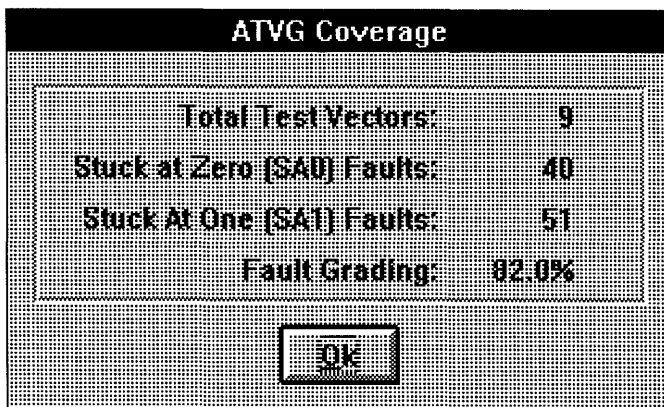 ATVG Coverage
Total Test Vectors: 9
Stuck at Zero (SA0) Faults: 40
Stuck At One (SA1) Faults: 51
Fault Grading: 82.0%
Ok